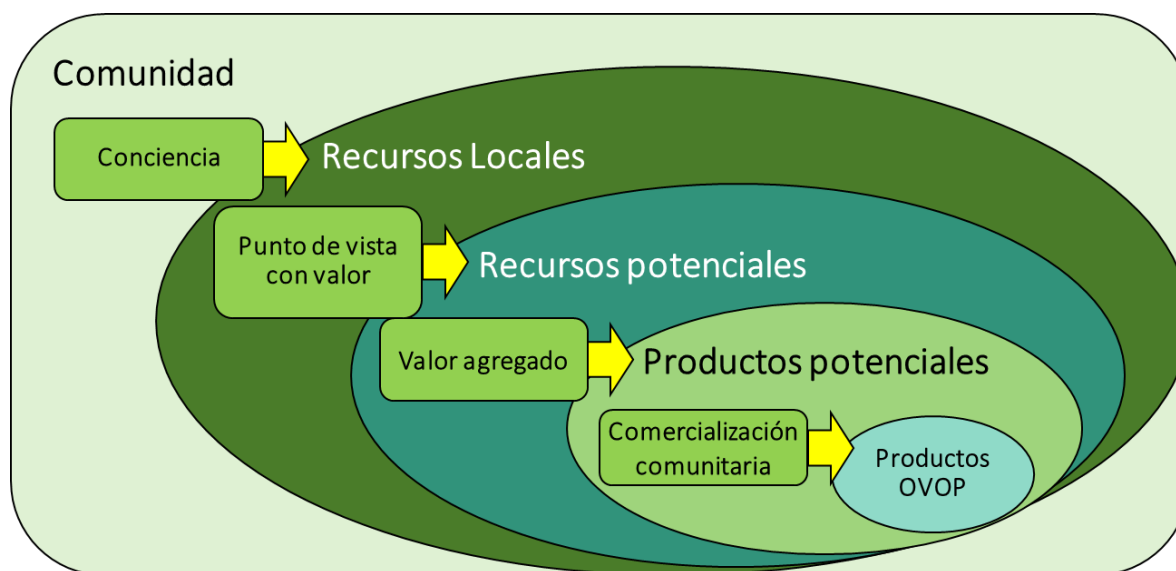 Comunidad
Conciencia
Recursos Locales
Punto de vista
con valor
Recursos potenciales
Valor agregado
Productos potenciales
Comercialización
comunitaria
Productos
OVOP